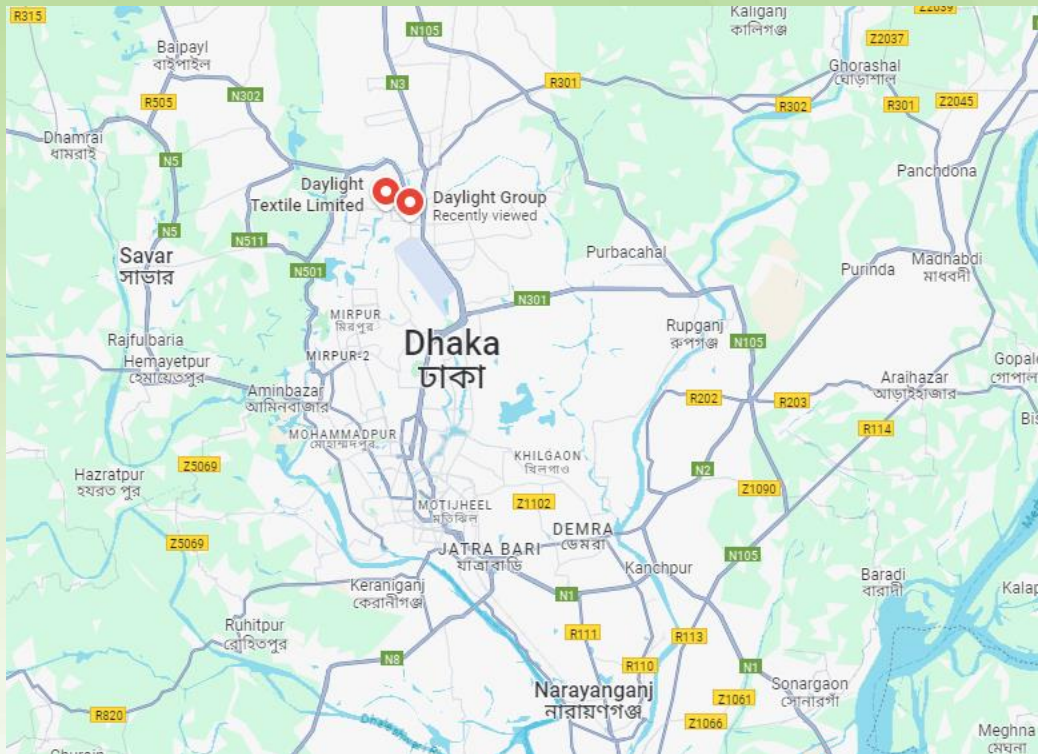 R315
N105
Kaliganj
কালিগঞ্জ
Z2037
Baipayl
বাইপাইল
N3
Ghorashal
ঘোড়াশাল
R301
N302
R505
R302
R301
Z2045
Dhamrai
ধামরাই
N5
Panchdona
Daylight
Textile Limited
Daylight Group
Recently viewed
N5
N511
Savar
সাভার
N501
Purbacahal
Madhabdi
মাধবদী
Purinda
N301
MIRPUR
মিরপুর
Rupganj
রুপগঞ্জ
N105
Rajfulbaria
Hemayetpur
হেমায়েতপুর
MIRPUR-2
Dhaka
ঢাকা
Gopal
গোপাল
Aminbazar
আমিনবাজার
Araihazar
আড়াইহাজার
R202
R203
R114
MOHAMMADPUR
মোহাম্মদপুর
KHILGAON
খিলগাও
Hazratpur
হযরত পুর
Z5069
N2
Z1090
MOTIJHEEL
মতিঝিল
Z1102
DEMRA
ডেমরা
Z5069
JATRA BARI
যাত্রাবাড়ি
N105
Kanchpur
Baradi
বারাদী
Keraniganj
কেরানীগঞ্জ
N1
Kalap
Ruhitpur
রোহিতপুর
R111
R113
N8
R110
N1
Narayanganj
নারায়ণগঞ্জ
Sonargaon
সোনারগাঁ
Z1061
R820
Z1066
Meghna
মেঘনা